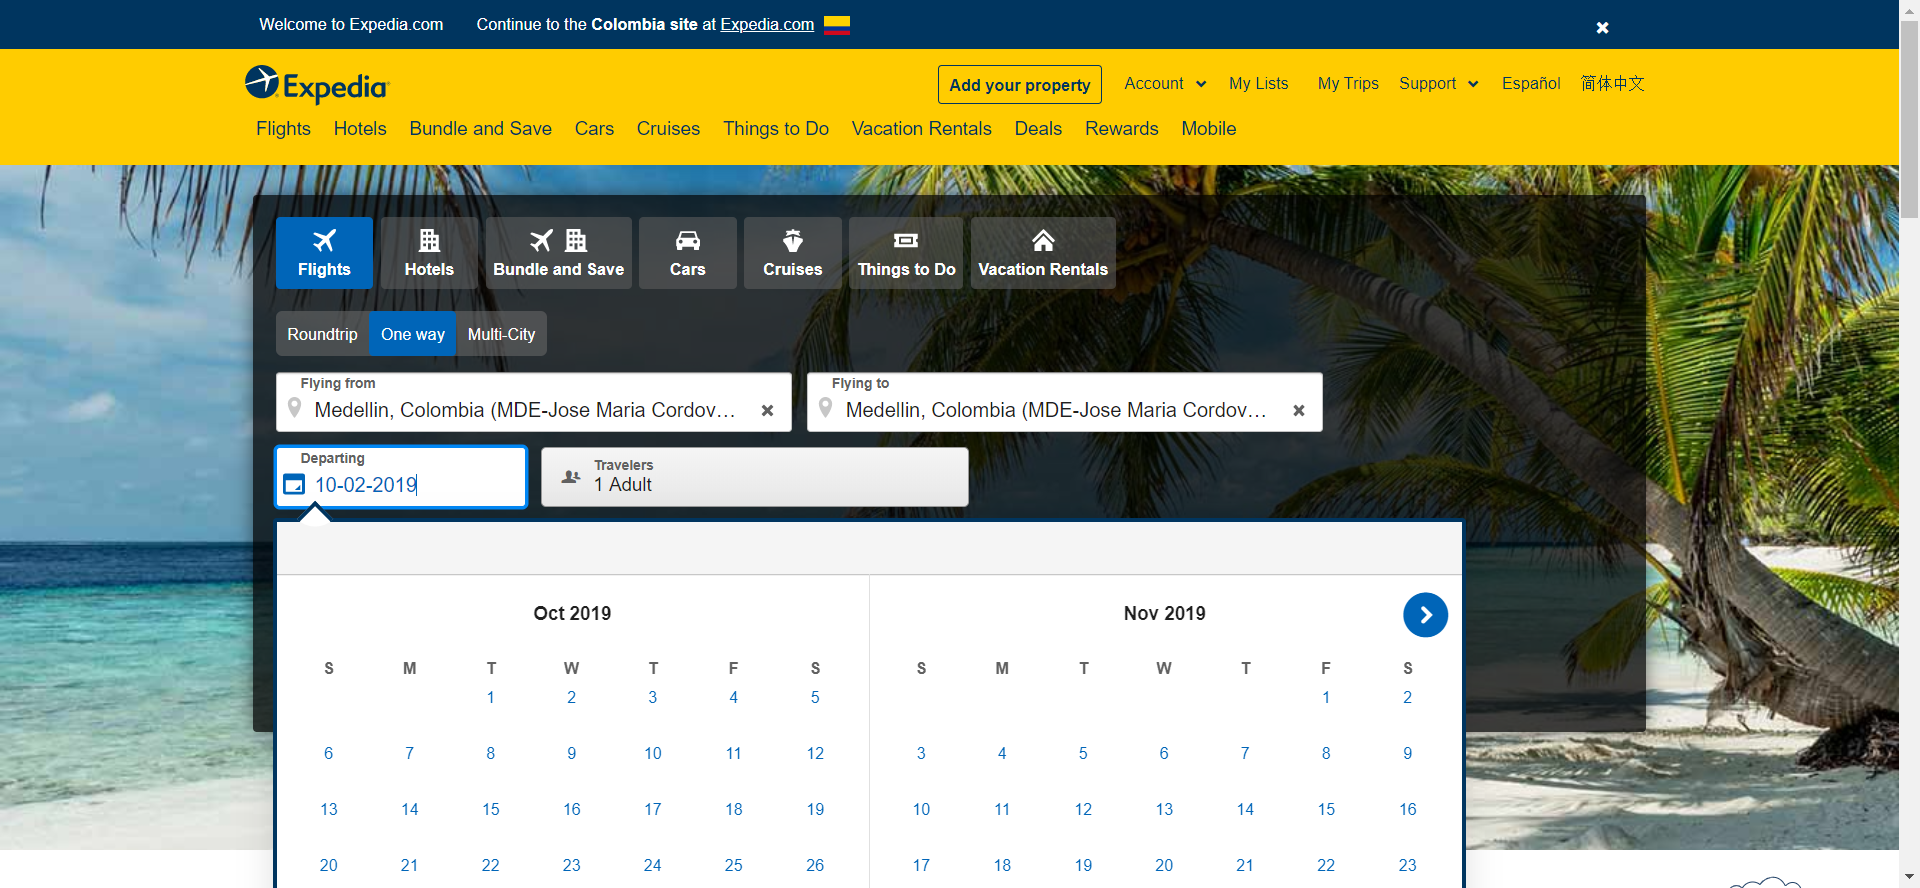 Welcome to Expedia.com Continue to the Colombia site at Expedia.com
Expedia
Add your property Account My Lists My Trips Support Español 简体中文
Flights Hotels Bundle and Save Cars Cruises Things to Do Vacation Rentals Deals Rewards Mobile
Flights Hotels Bundle and Save Cars Cruises Things to Do Vacation Rentals
Roundtrip One way Multi-City
Flying from Flying to
Medellin, Colombia (MDE-Jose Maria Cordov... Medellin, Colombia (MDE-Jose Maria Cordov...
Departing Travelers
10-02-2019 1 Adult
Oct 2019 Nov 2019
S M T W T F S S M T W T F S
1 2 3 4 5 1 2
6 7 8 9 10 11 12 3 4 5 6 7 8 9
13 14 15 16 17 18 19 10 11 12 13 14 15 16
20 21 22 23 24 25 26 17 18 19 20 21 22 23